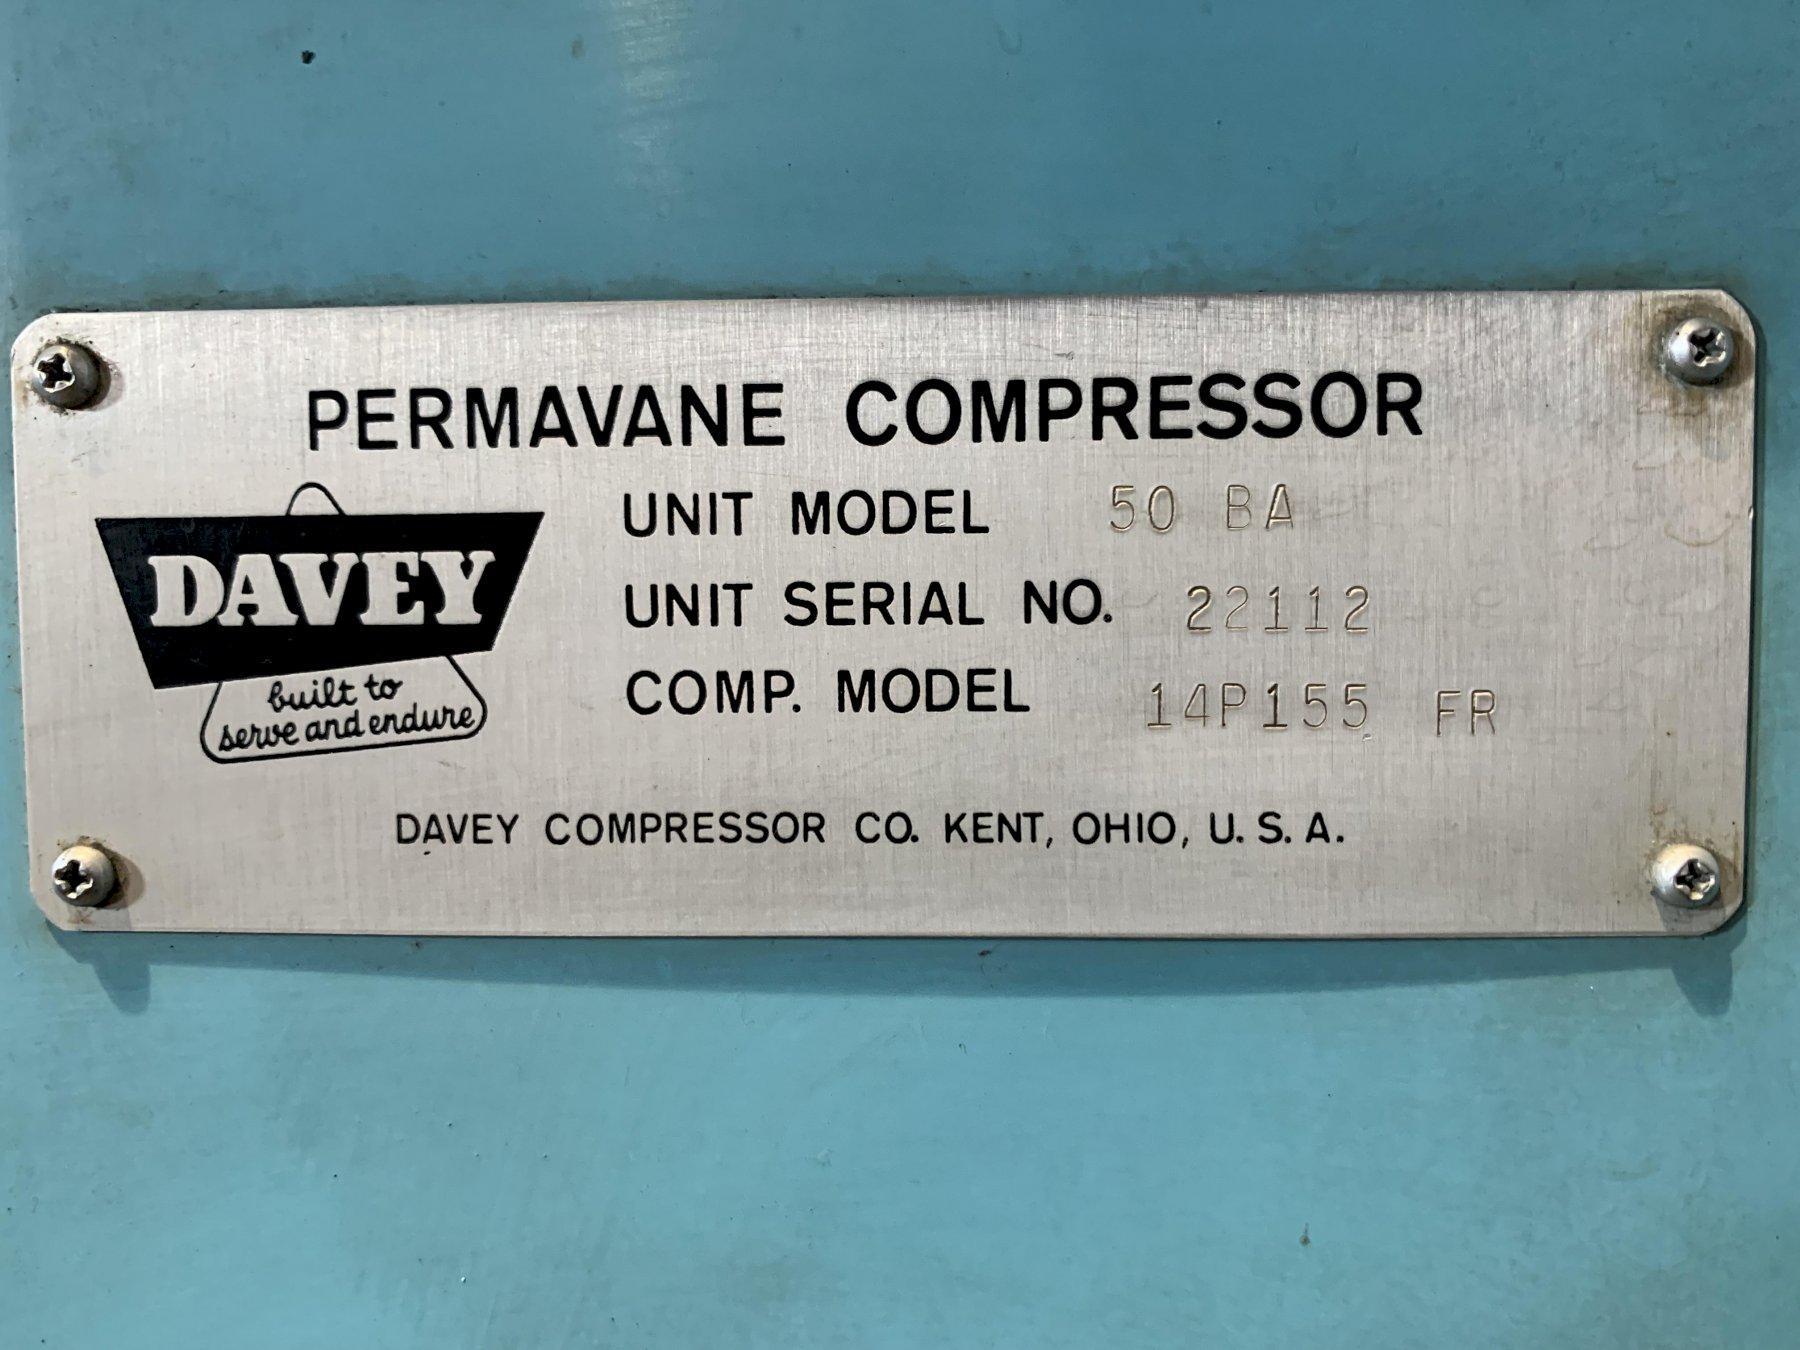 PERMAVANE COMPRESSOR
DAVEY
built to
serve and endure
UNIT MODEL 50 BA
UNIT SERIAL NO. 22112
COMP. MODEL 14P155 FR
DAVEY COMPRESSOR CO. KENT, OHIO, U. S. A.